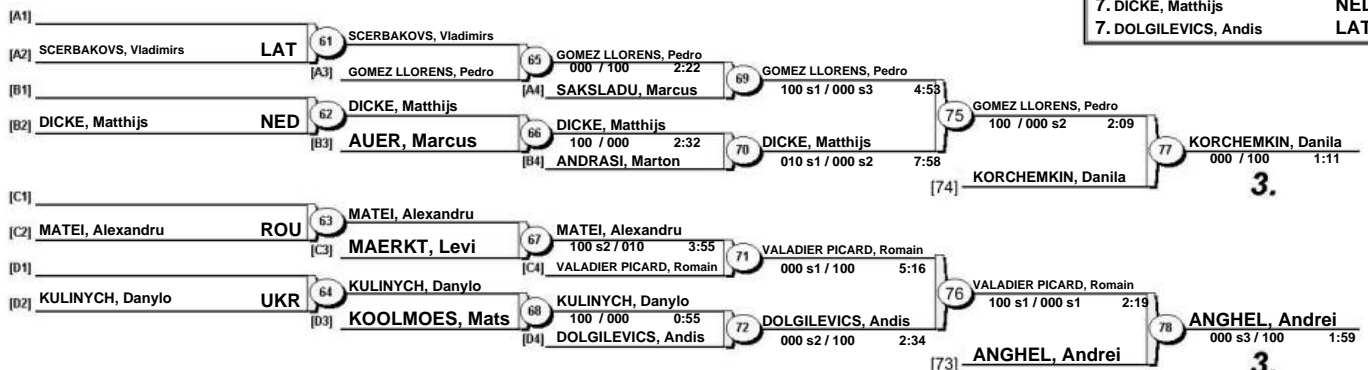 7. DICKE, Matthijs NED
7. DOLGILEVICS, Andis LAT
[A1]
[A2] SCERBAKOVS, Vladimirs LAT
61
SCERBAKOVS, Vladimirs
[A3] GOMEZ LLORENS, Pedro
65
GOMEZ LLORENS, Pedro
000 / 100 2:22
[A4] SAKSLADU, Marcus
69
GOMEZ LLORENS, Pedro
100 s1 / 000 s3 4:53
[B1]
[B2] DICKE, Matthijs NED
62
DICKE, Matthijs
[B3] AUER, Marcus
66
DICKE, Matthijs
100 / 000 2:32
[B4] ANDRASI, Marton
70
DICKE, Matthijs
010 s1 / 000 s2 7:58
75
GOMEZ LLORENS, Pedro
100 / 000 s2 2:09
[74] KORCHEMKIN, Danila
77
KORCHEMKIN, Danila
000 / 100 1:11
3.
[C1]
[C2] MATEI, Alexandru ROU
63
MATEI, Alexandru
[C3] MAERKT, Levi
67
MATEI, Alexandru
100 s2 / 010 3:55
[C4] VALADIER PICARD, Romain
71
VALADIER PICARD, Romain
000 s1 / 100 5:16
[D1]
[D2] KULINYCH, Danylo UKR
64
KULINYCH, Danylo
[D3] KOOLMOES, Mats
68
KULINYCH, Danylo
100 / 000 0:55
[D4] DOLGILEVICS, Andis
72
DOLGILEVICS, Andis
000 s2 / 100 2:34
76
VALADIER PICARD, Romain
100 s1 / 000 s1 2:19
[73] ANGHEL, Andrei
78
ANGHEL, Andrei
000 s3 / 100 1:59
3.